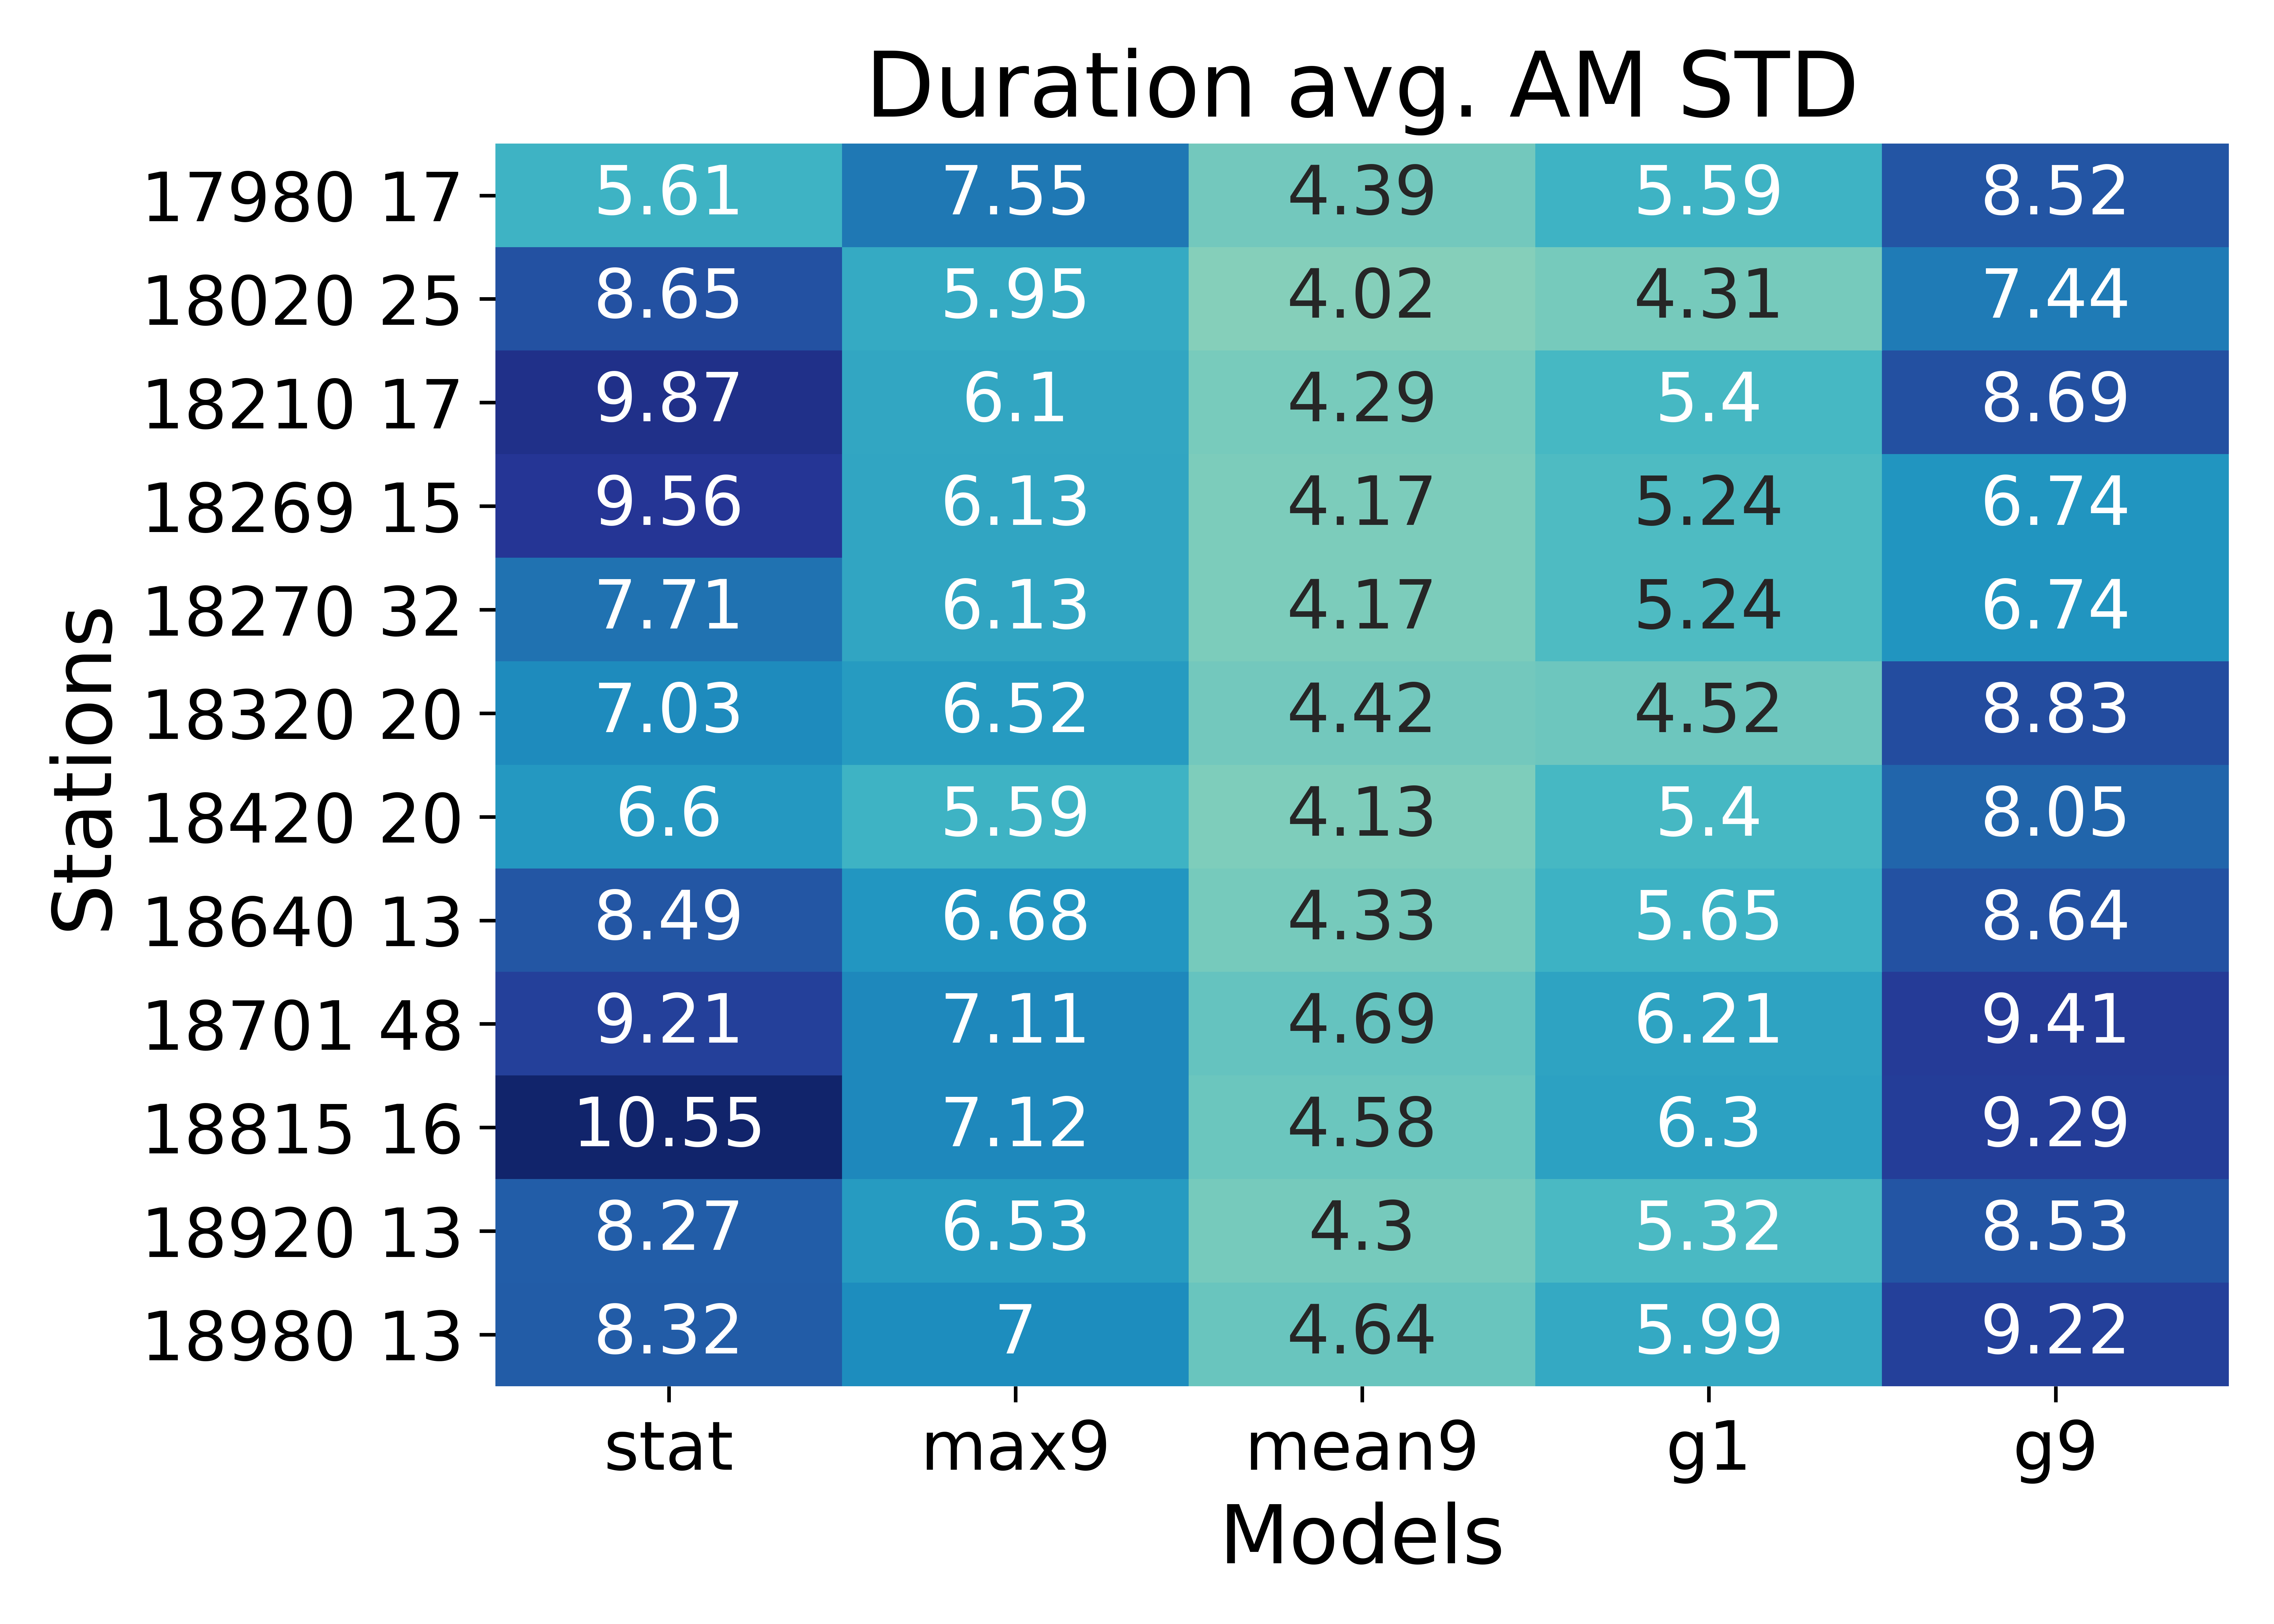 Duration avg. AM STD
Stations
17980 17 5.61 7.55 4.39 5.59 8.52
18020 25 8.65 5.95 4.02 4.31 7.44
18210 17 9.87 6.1 4.29 5.4 8.69
18269 15 9.56 6.13 4.17 5.24 6.74
18270 32 7.71 6.13 4.17 5.24 6.74
18320 20 7.03 6.52 4.42 4.52 8.83
18420 20 6.6 5.59 4.13 5.4 8.05
18640 13 8.49 6.68 4.33 5.65 8.64
18701 48 9.21 7.11 4.69 6.21 9.41
18815 16 10.55 7.12 4.58 6.3 9.29
18920 13 8.27 6.53 4.3 5.32 8.53
18980 13 8.32 7 4.64 5.99 9.22
stat max9 mean9 g1 g9
Models